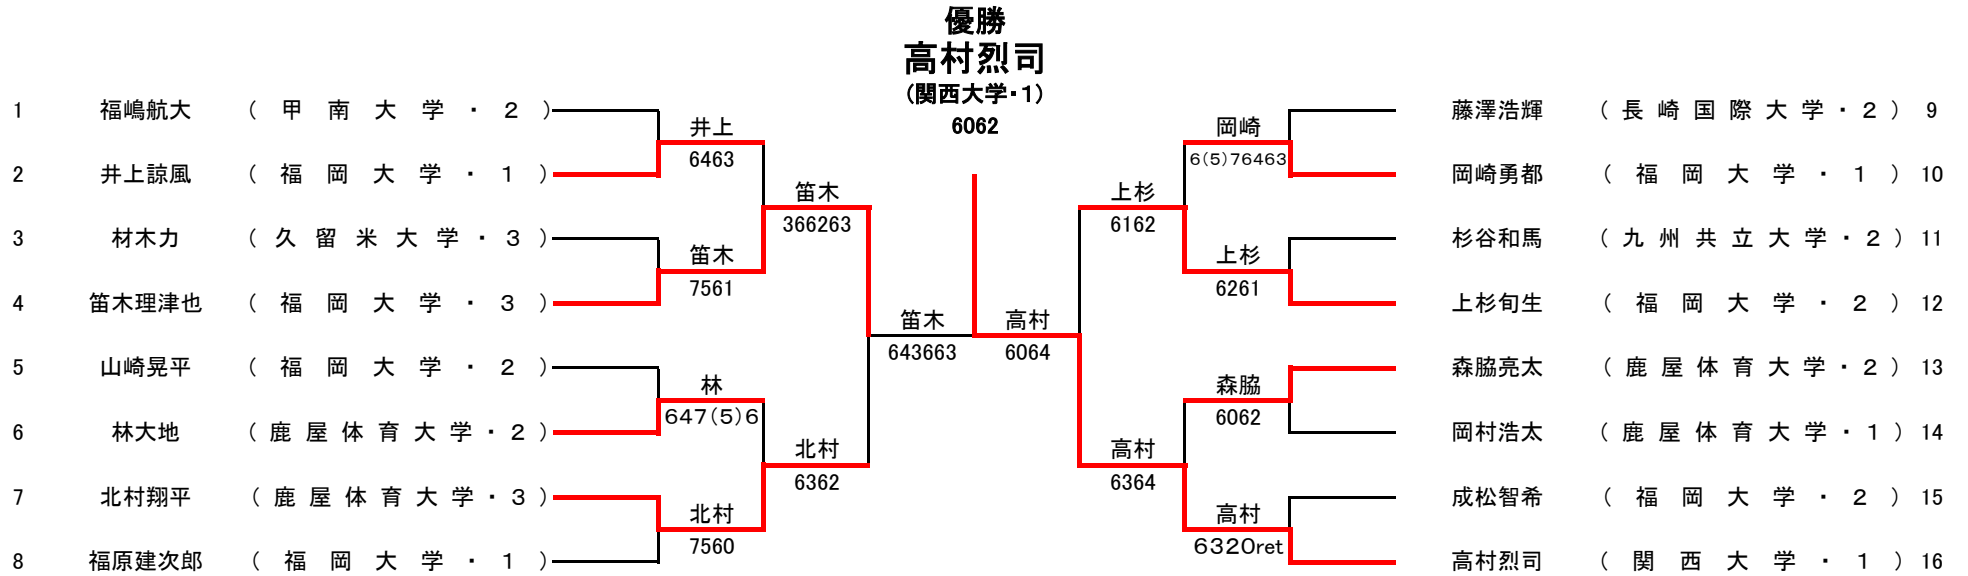 優勝
高村烈司
(関西大学・1)
6062
1 福嶋航大 ( 甲南大学・2 )
井上
6463
2 井上諒風 ( 福岡大学・1 )
笛木
366263
3 材木力 ( 久留米大学・3 )
笛木
7561
4 笛木理津也 ( 福岡大学・3 )
笛木
643663
5 山崎晃平 ( 福岡大学・2 )
林
647(5)6
6 林大地 ( 鹿屋体育大学・2 )
北村
6362
7 北村翔平 ( 鹿屋体育大学・3 )
北村
7560
8 福原建次郎 ( 福岡大学・1 )
藤澤浩輝 ( 長崎国際大学・2 ) 9
岡崎
6(5)76463
岡崎勇都 ( 福岡大学・1 ) 10
上杉
6162
杉谷和馬 ( 九州共立大学・2 ) 11
上杉
6261
上杉旬生 ( 福岡大学・2 ) 12
高村
6064
森脇亮太 ( 鹿屋体育大学・2 ) 13
森脇
6062
岡村浩太 ( 鹿屋体育大学・1 ) 14
高村
6364
成松智希 ( 福岡大学・2 ) 15
高村
6320ret
高村烈司 ( 関西大学・1 ) 16